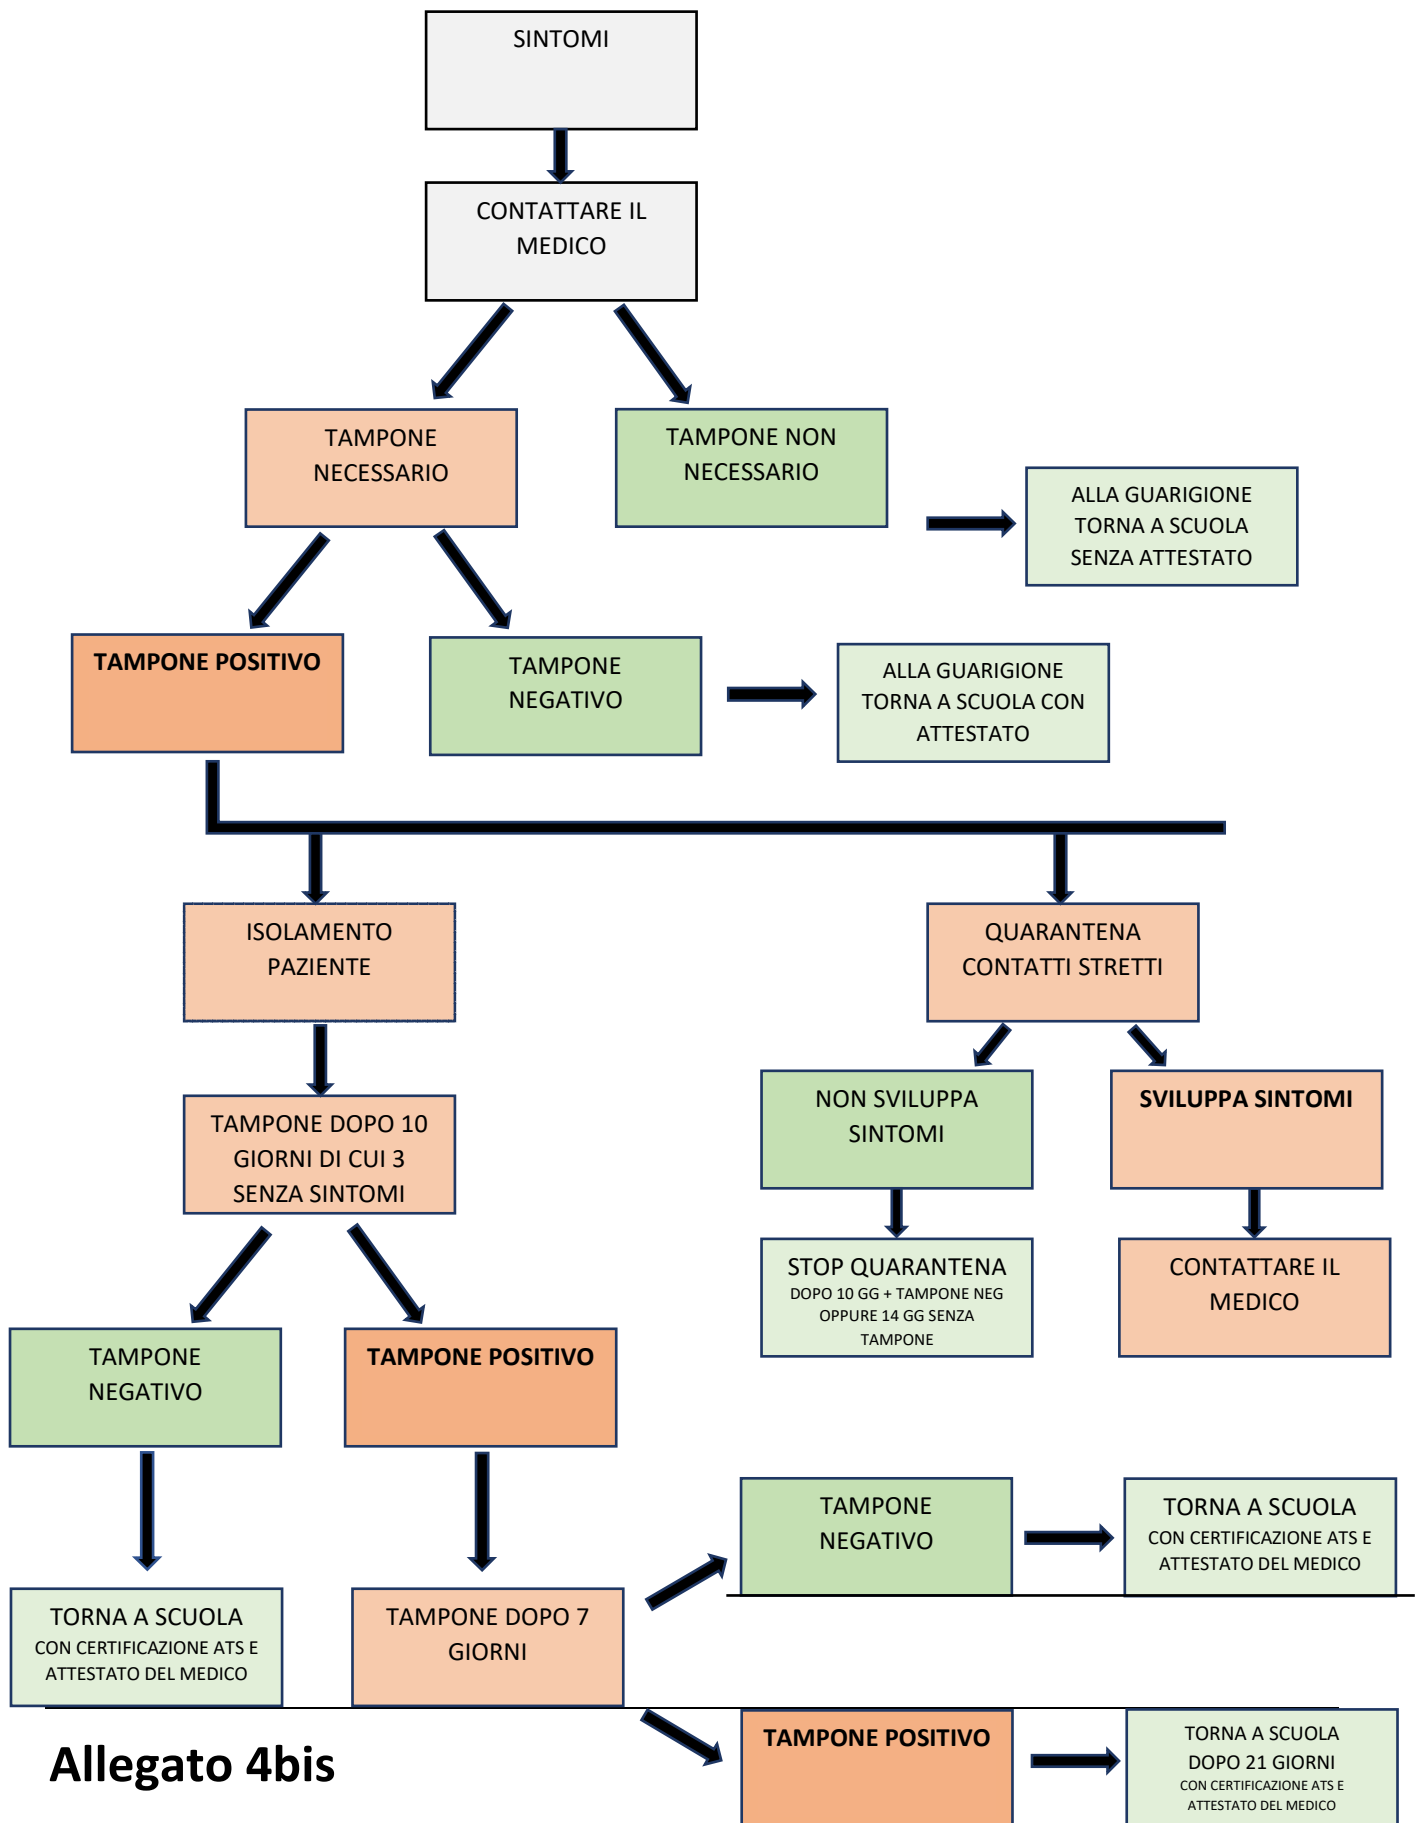 SINTOMI
CONTATTARE IL
MEDICO
TAMPONE
NECESSARIO
TAMPONE NON
NECESSARIO
ALLA GUARIGIONE
TORNA A SCUOLA
SENZA ATTESTATO
TAMPONE POSITIVO
TAMPONE
NEGATIVO
ALLA GUARIGIONE
TORNA A SCUOLA CON
ATTESTATO
ISOLAMENTO
PAZIENTE
QUARANTENA
CONTATTI STRETTI
TAMPONE DOPO 10
GIORNI DI CUI 3
SENZA SINTOMI
NON SVILUPPA
SINTOMI
SVILUPPA SINTOMI
STOP QUARANTENA
DOPO 10 GG + TAMPONE NEG
OPPURE 14 GG SENZA
TAMPONE
CONTATTARE IL
MEDICO
TAMPONE
NEGATIVO
TAMPONE POSITIVO
TAMPONE
NEGATIVO
TORNA A SCUOLA
CON CERTIFICAZIONE ATS E
ATTESTATO DEL MEDICO
TORNA A SCUOLA
CON CERTIFICAZIONE ATS E
ATTESTATO DEL MEDICO
TAMPONE DOPO 7
GIORNI
TAMPONE POSITIVO
TORNA A SCUOLA
DOPO 21 GIORNI
CON CERTIFICAZIONE ATS E
ATTESTATO DEL MEDICO
Allegato 4bis